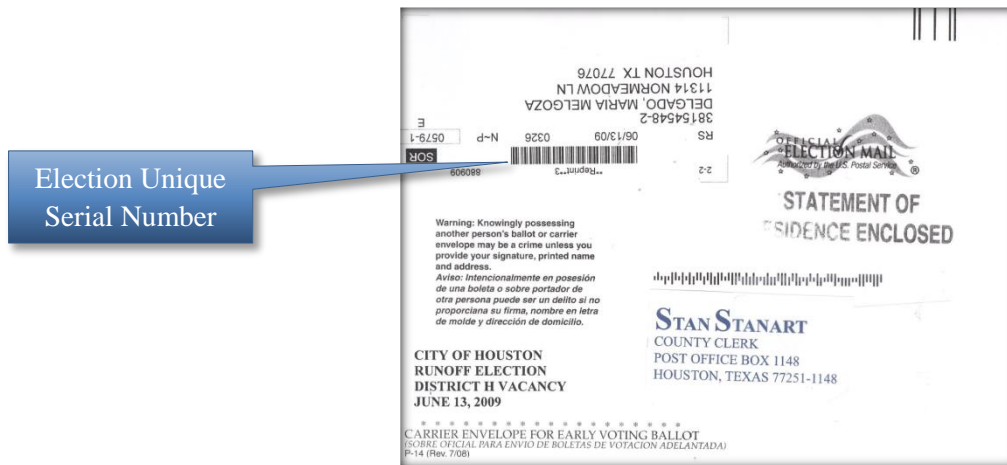 Election Unique
Serial Number
2-2 **Reprint**3 880909
SOR
RS 06/13/09 0326 N~P 0579-1
38154548-2 E
DELGADO, MARIA MELGOZA
11314 NORMEADOW LN
HOUSTON TX 77076
OFFICIAL
ELECTION MAIL
Authorized by the U.S. Postal Service
®
STATEMENT OF
ESIDENCE ENCLOSED
Warning: Knowingly possessing
another person's ballot or carrier
envelope may be a crime unless you
provide your signature, printed name
and address.
Aviso: Intencionalmente en posesión
de una boleta o sobre portador de
otra persona puede ser un delito si no
proporciana su firma, nombre en letra
de molde y dirección de domicilio.
STAN STANART
COUNTY CLERK
POST OFFICE BOX 1148
HOUSTON, TEXAS 77251-1148
CITY OF HOUSTON
RUNOFF ELECTION
DISTRICT H VACANCY
JUNE 13, 2009
* * * * * * * * * * * * * * * * *
CARRIER ENVELOPE FOR EARLY VOTING BALLOT
(SOBRE OFICIAL PARA ENVIO DE BOLETAS DE VOTACION ADELANTADA)
P-14 (Rev. 7/08)